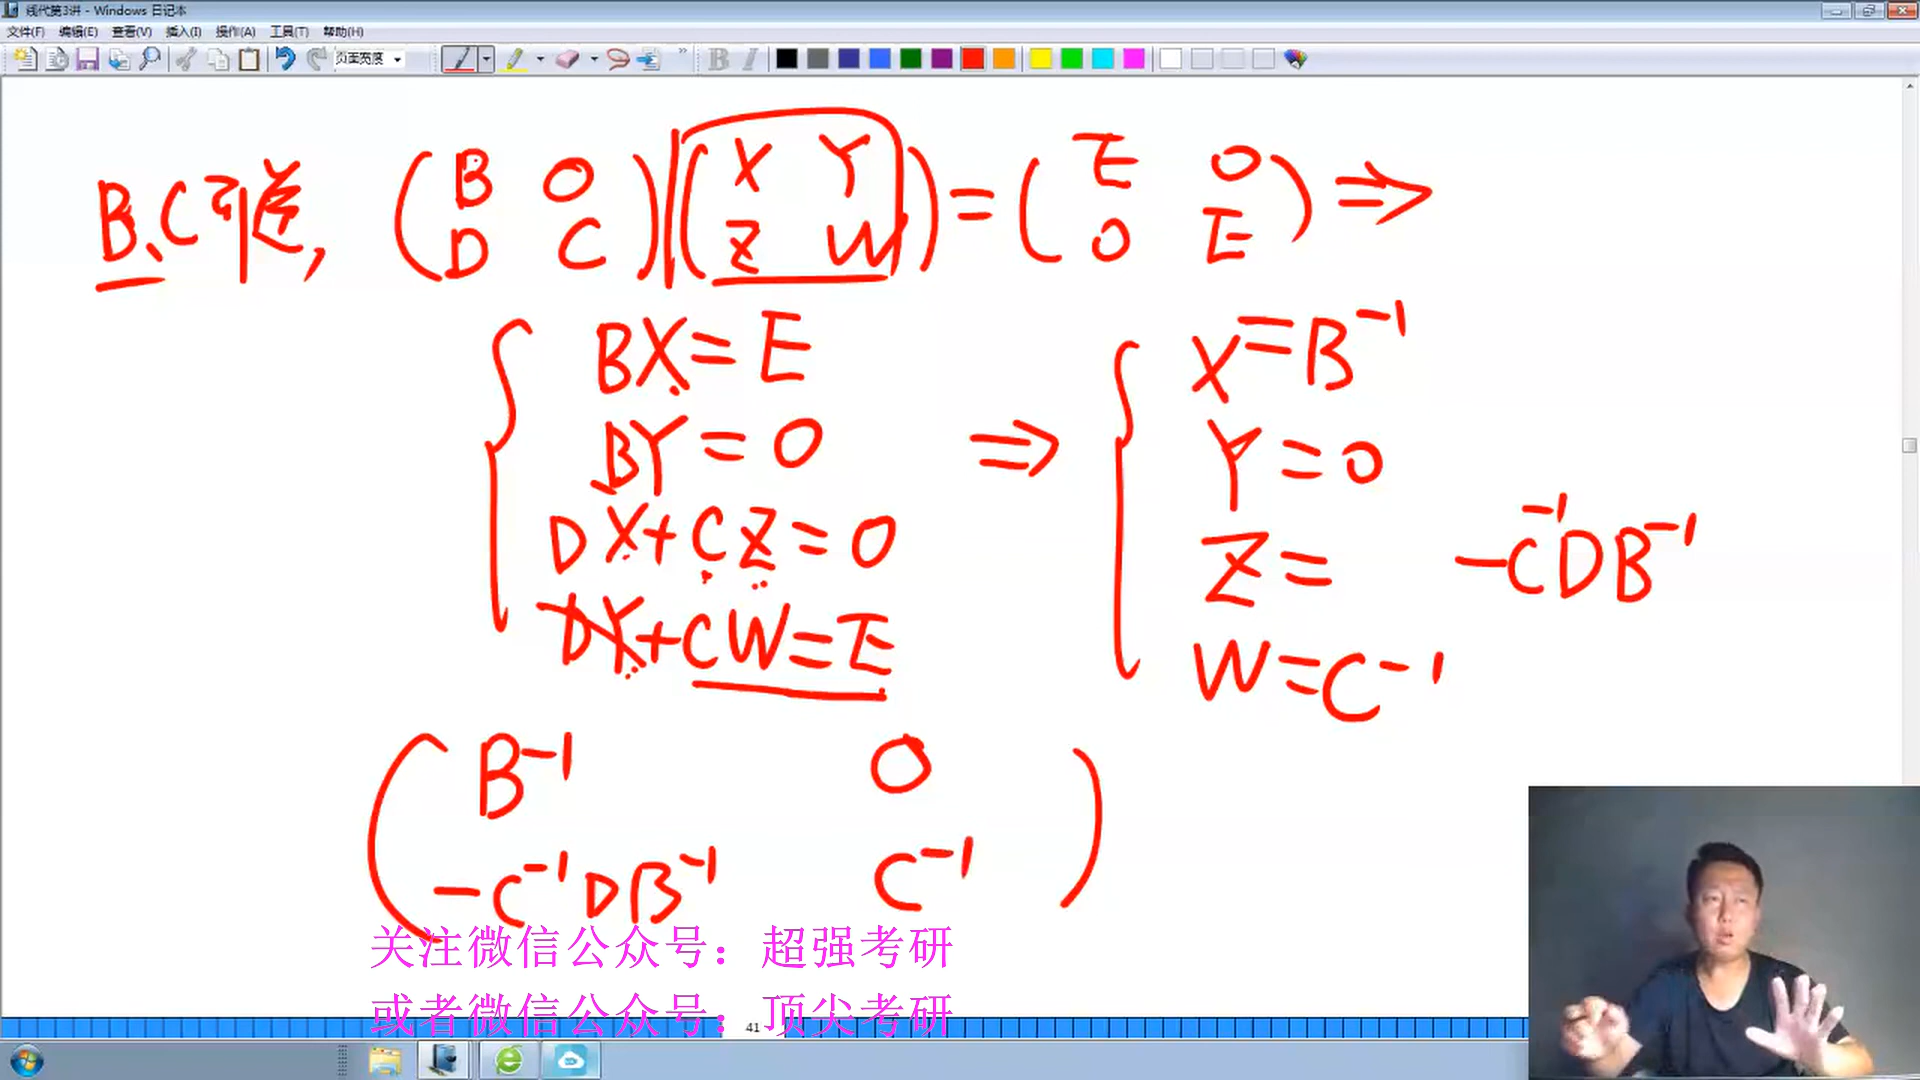 线代第3讲 - Windows 日记本
文件(F) 编辑(E) 查看(V) 插入(I) 操作(A) 工具(T) 帮助(H)
页面宽度 B I
B、C可逆, (B O; D C)(X Y; Z W) = (E O; O E) ⇒
BX=E
BY=O
DX+CZ=O
DY+CW=E
⇒
X=B⁻¹
Y=O
Z= -C⁻¹DB⁻¹
W=C⁻¹
B⁻¹ O
-C⁻¹DB⁻¹ C⁻¹
关注微信公众号：超强考研
或者微信公众号：顶尖考研
41